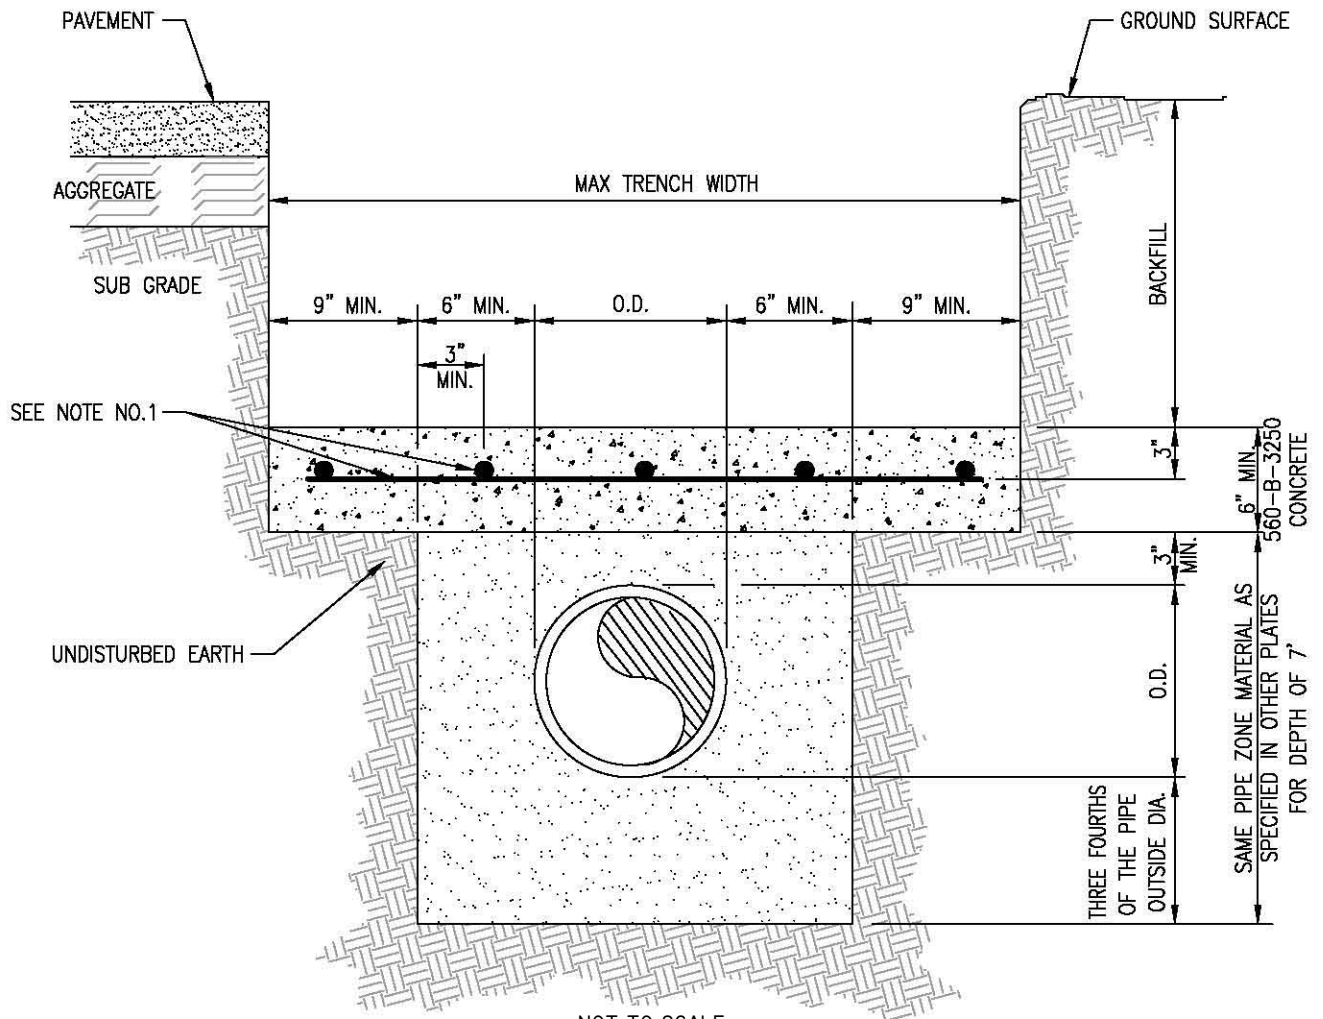 PAVEMENT
GROUND SURFACE
AGGREGATE
MAX TRENCH WIDTH
SUB GRADE
BACKFILL
9" MIN.
6" MIN.
O.D.
6" MIN.
9" MIN.
3"
MIN.
SEE NOTE NO.1
3"
6" MIN.
560-B-3250
CONCRETE
3"
MIN.
UNDISTURBED EARTH
O.D.
SAME PIPE ZONE MATERIAL AS
SPECIFIED IN OTHER PLATES
FOR DEPTH OF 7'
THREE FOURTHS
OF THE PIPE
OUTSIDE DIA.
NOT TO SCALE